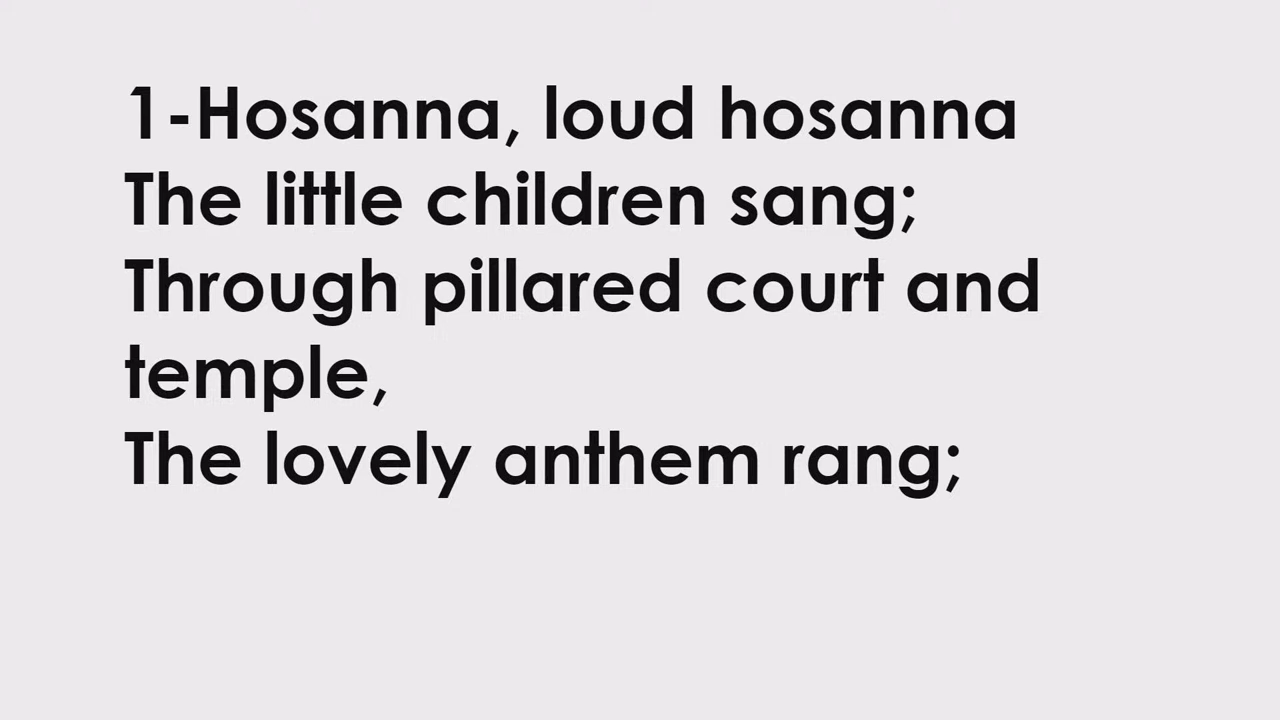 1-Hosanna, loud hosanna
The little children sang;
Through pillared court and
temple,
The lovely anthem rang;